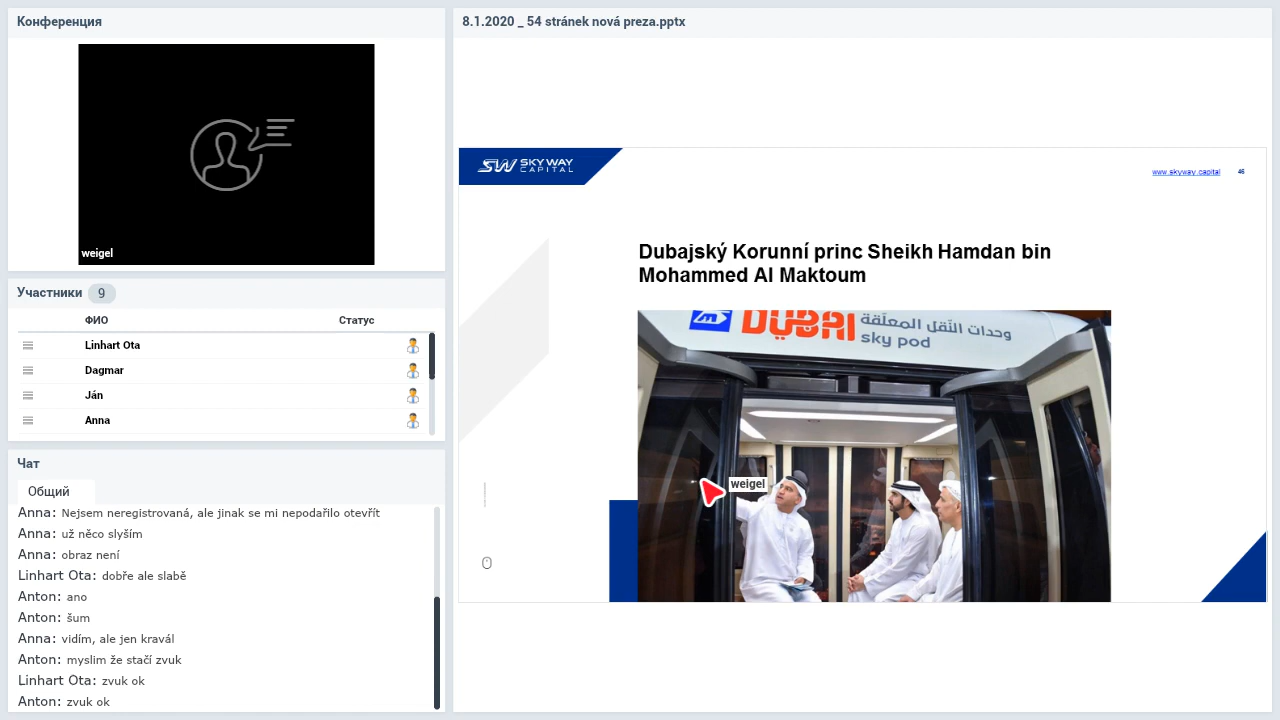 Конференция
weigel
Участники 9
ФИО Статус
Linhart Ota
Dagmar
Ján
Anna
Чат
Общий
Anna: Nejsem neregistrovaná, ale jinak se mi nepodařilo otevřít
Anna: už něco slyším
Anna: obraz není
Linhart Ota: dobře ale slabě
Anton: ano
Anton: šum
Anna: vidím, ale jen kravál
Anton: myslim že stačí zvuk
Linhart Ota: zvuk ok
Anton: zvuk ok
8.1.2020 _ 54 stránek nová preza.pptx
SW SKY WAY
CAPITAL
www.skyway.capital 46
Dubajský Korunní princ Sheikh Hamdan bin
Mohammed Al Maktoum
DUBAI وحدات النقل المعلّقة
sky pod
weigel